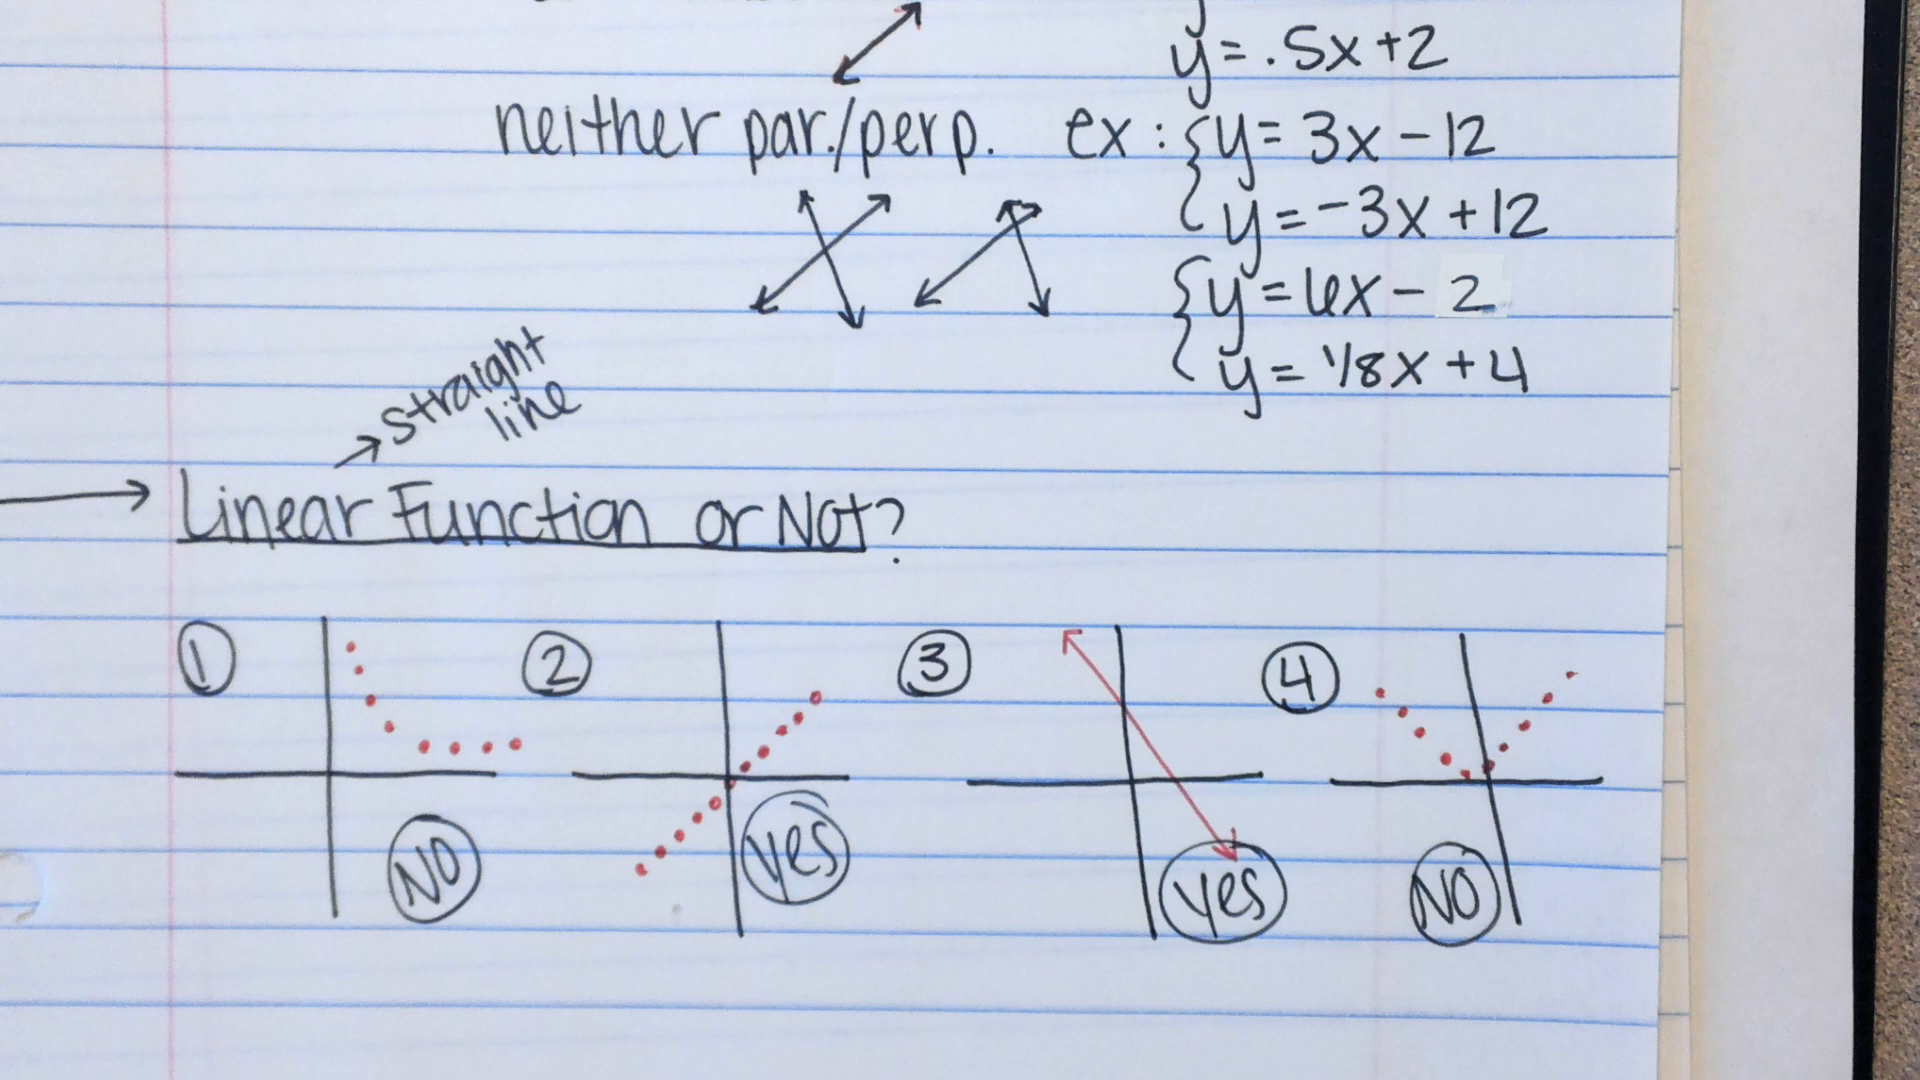 y=.5x+2
neither par./perp. ex: {y=3x-12
y=-3x+12
{y=6x-2
y=1/8x+4
→straight
line
→ Linear Function or Not?
1 2 3 4
NO yes yes NO